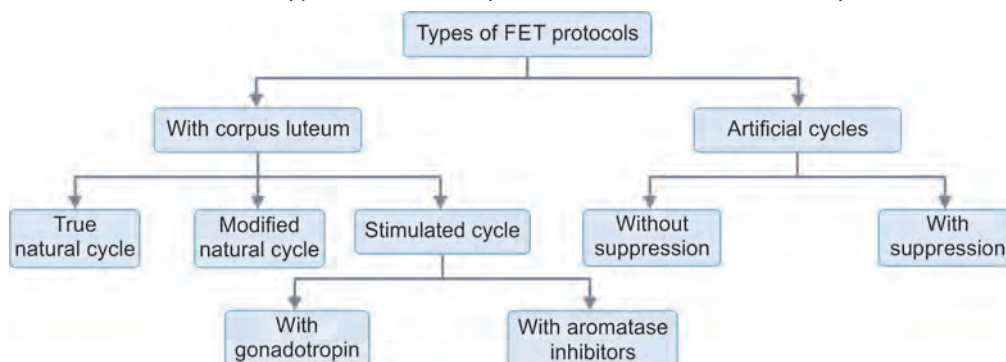 Types of FET protocols
With corpus luteum
Artificial cycles
True
natural cycle
Modified
natural cycle
Stimulated cycle
Without
suppression
With
suppression
With
gonadotropin
With aromatase
inhibitors